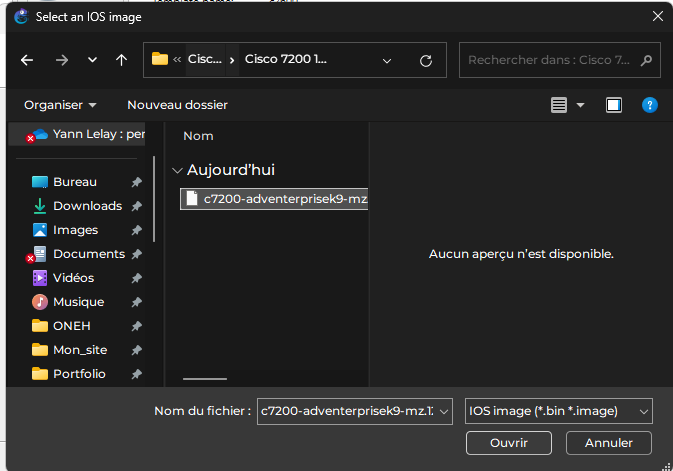 Select an IOS image
Cisc... Cisco 7200 1...
Rechercher dans : Cisco 7...
Organiser
Nouveau dossier
Yann Lelay : per
Bureau
Downloads
Images
Documents
Vidéos
Musique
ONEH
Mon_site
Portfolio
Nom
Aujourd’hui
c7200-adventerprisek9-mz.
Aucun aperçu n’est disponible.
Nom du fichier : c7200-adventerprisek9-mz.12
IOS image (*.bin *.image)
Ouvrir
Annuler